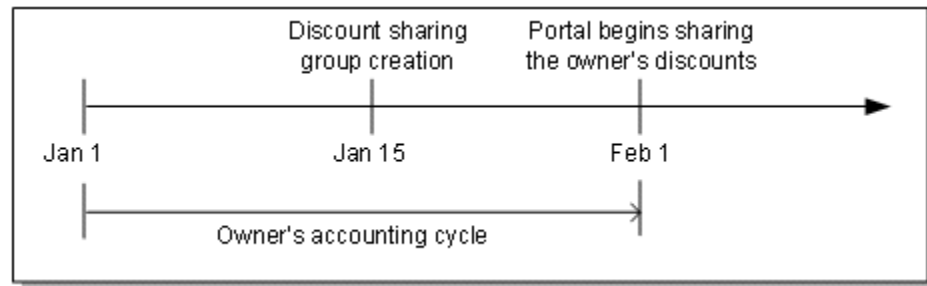 Discount sharing
group creation
Portal begins sharing
the owner's discounts
Jan 1
Jan 15
Feb 1
Owner's accounting cycle